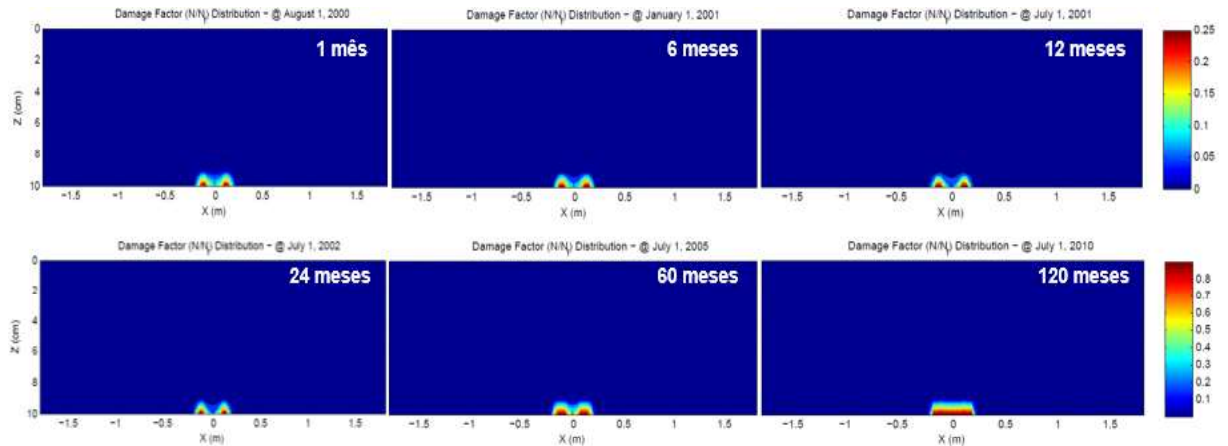 Damage Factor (N/Nf) Distribution − @ August 1, 2000
Damage Factor (N/Nf) Distribution − @ January 1, 2001
Damage Factor (N/Nf) Distribution − @ July 1, 2001
1 mês
6 meses
12 meses
Z (cm)
0
2
4
6
8
10
−1.5 −1 −0.5 0 0.5 1 1.5
−1.5 −1 −0.5 0 0.5 1 1.5
−1.5 −1 −0.5 0 0.5 1 1.5
X (m)
X (m)
X (m)
0.25
0.2
0.15
0.1
0.05
0
Damage Factor (N/Nf) Distribution − @ July 1, 2002
Damage Factor (N/Nf) Distribution − @ July 1, 2005
Damage Factor (N/Nf) Distribution − @ July 1, 2010
24 meses
60 meses
120 meses
Z (cm)
0
2
4
6
8
10
−1.5 −1 −0.5 0 0.5 1 1.5
−1.5 −1 −0.5 0 0.5 1 1.5
−1.5 −1 −0.5 0 0.5 1 1.5
X (m)
X (m)
X (m)
0.8
0.7
0.6
0.5
0.4
0.3
0.2
0.1